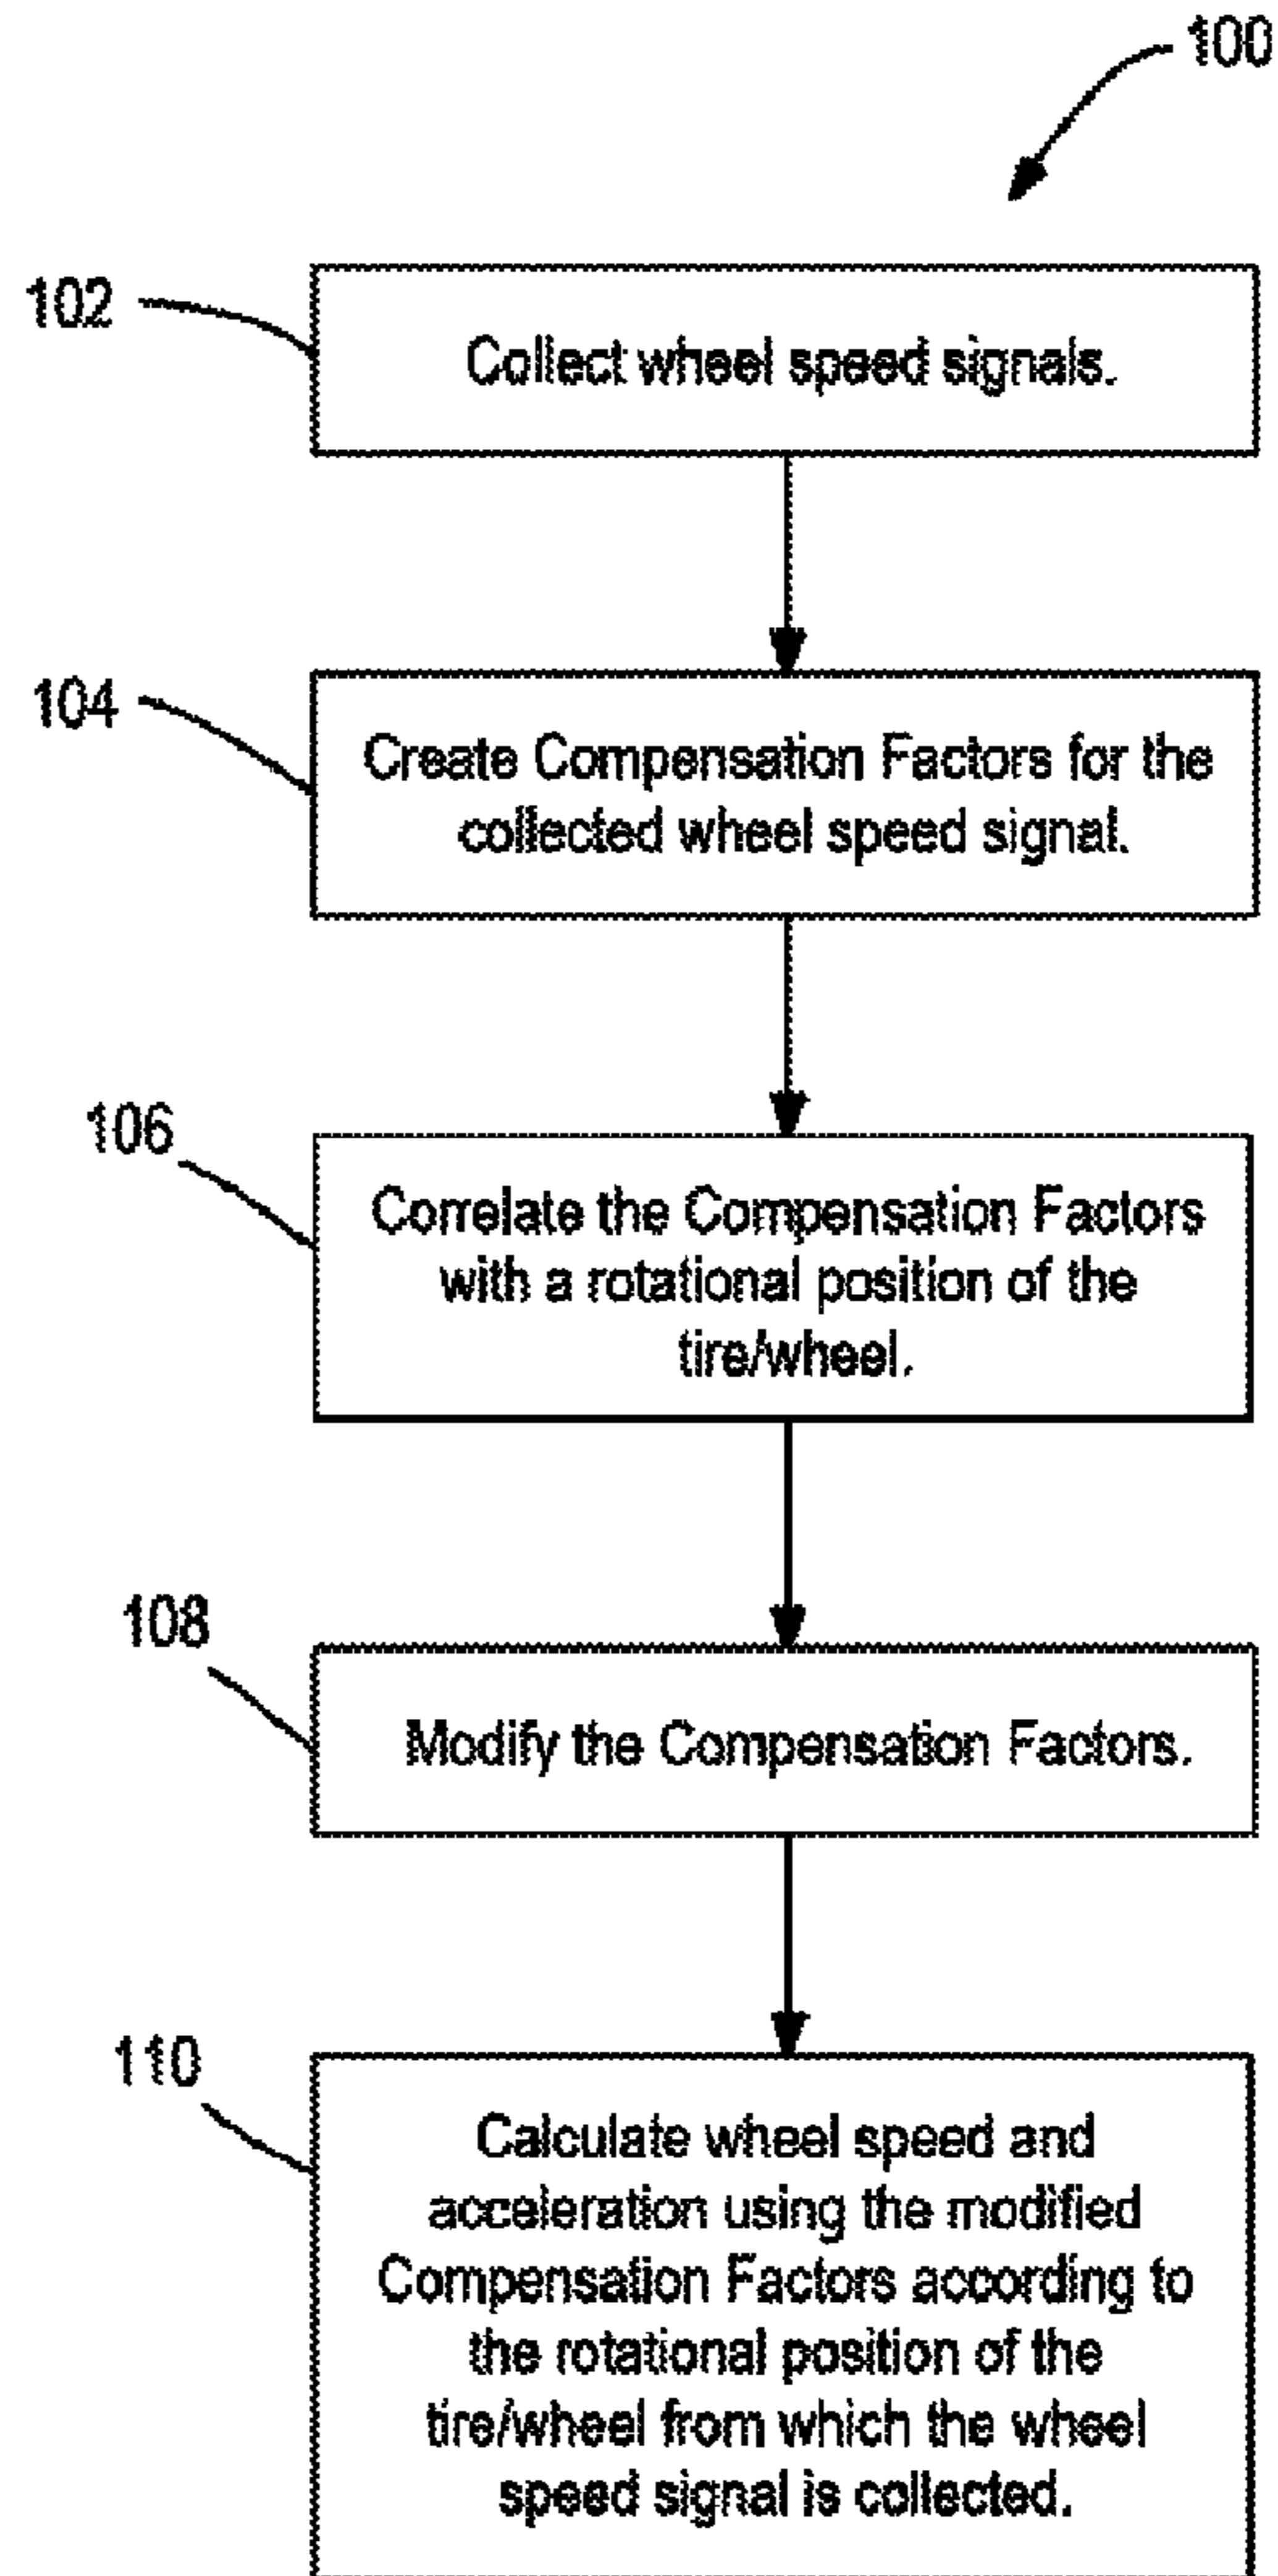 100
102
Collect wheel speed signals.
104
Create Compensation Factors for the
collected wheel speed signal.
106
Correlate the Compensation Factors
with a rotational position of the
tire/wheel.
108
Modify the Compensation Factors.
110
Calculate wheel speed and
acceleration using the modified
Compensation Factors according to
the rotational position of the
tire/wheel from which the wheel
speed signal is collected.